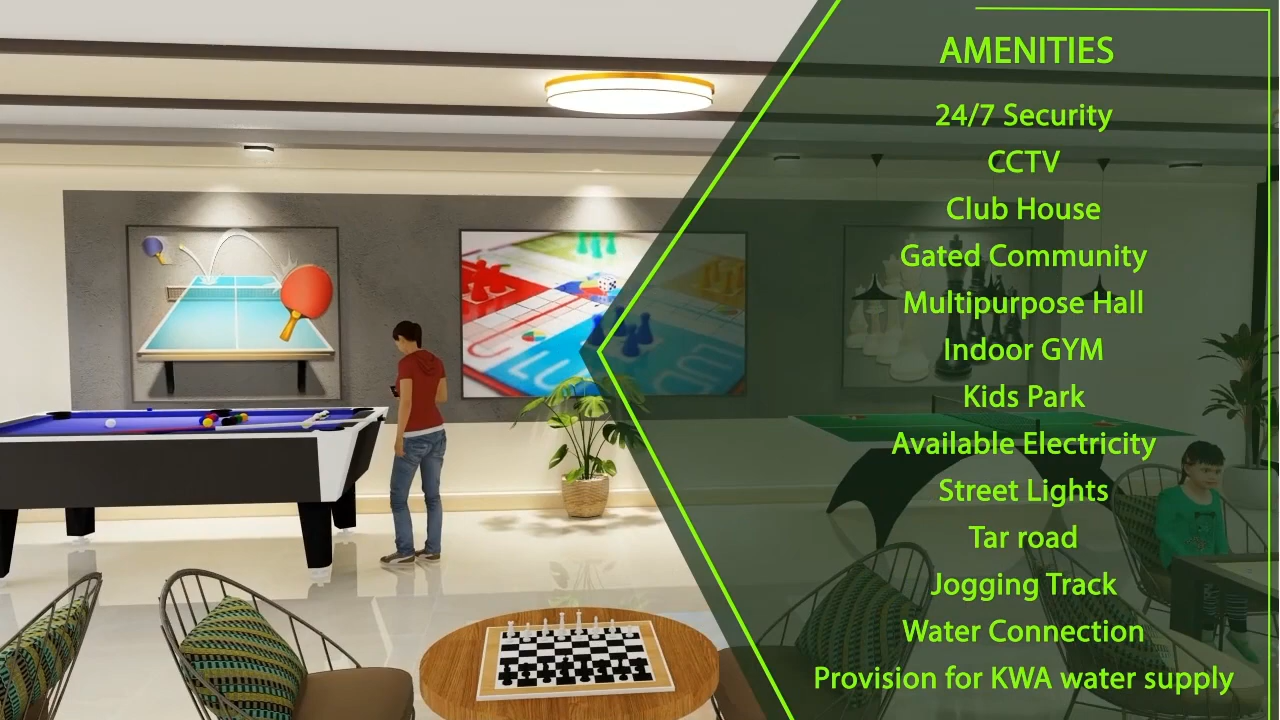 AMENITIES
24/7 Security
CCTV
Club House
Gated Community
Multipurpose Hall
Indoor GYM
Kids Park
Available Electricity
Street Lights
Tar road
Jogging Track
Water Connection
Provision for KWA water supply